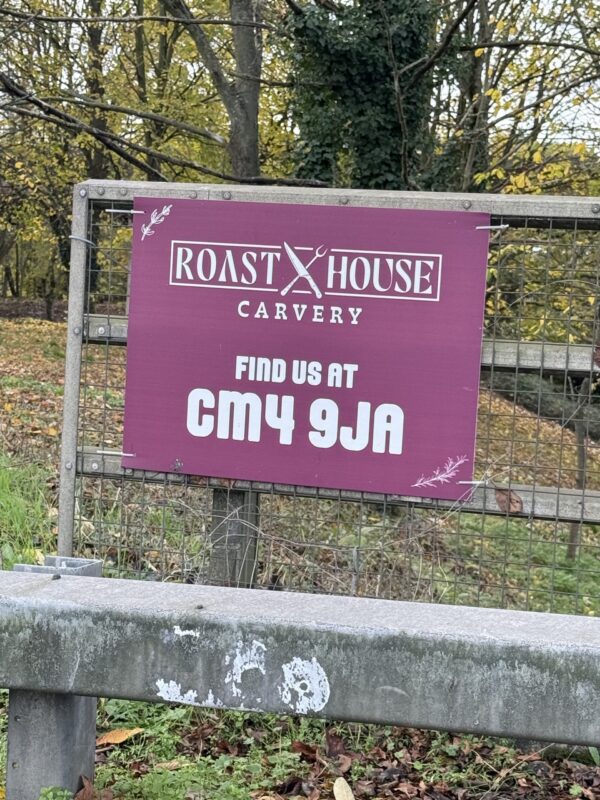 ROAST HOUSE
CARVERY
FIND US AT
CM4 9JA